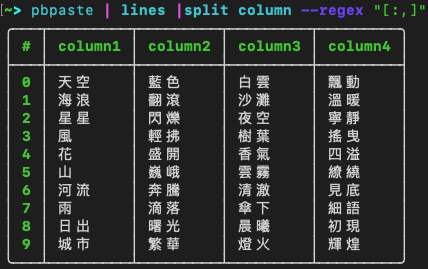 ~> pbpaste | lines |split column --regex "[:,]"
# column1 column2 column3 column4
0 天空 藍色 白雲 飄動
1 海浪 翻滾 沙灘 溫暖
2 星星 閃爍 夜空 寧靜
3 風 輕拂 樹葉 搖曳
4 花 盛開 香氣 四溢
5 山 巍峨 雲霧 繚繞
6 河流 奔騰 清澈 見底
7 雨 滴落 傘下 細語
8 日出 曙光 晨曦 初現
9 城市 繁華 燈火 輝煌